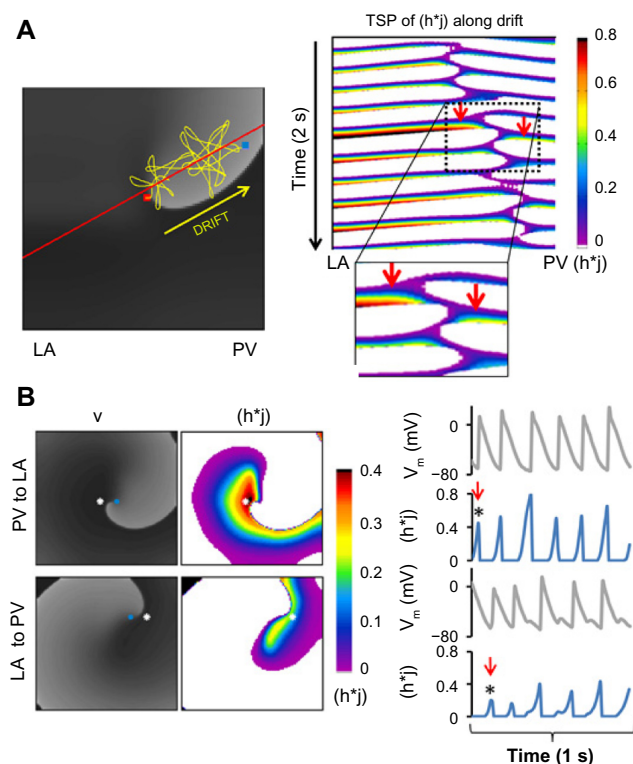 A
TSP of (h*j) along drift
DRIFT
LA
PV
Time (2 s)
0.8
0.6
0.4
0.2
0
LA
PV (h*j)
B
v
(h*j)
PV to LA
LA to PV
0.4
0.3
0.2
0.1
0
(h*j)
Vm (mV)
0
−80
(h*j)
0.8
0.4
0
*
Vm (mV)
0
−80
(h*j)
0.8
0.4
0
*
Time (1 s)